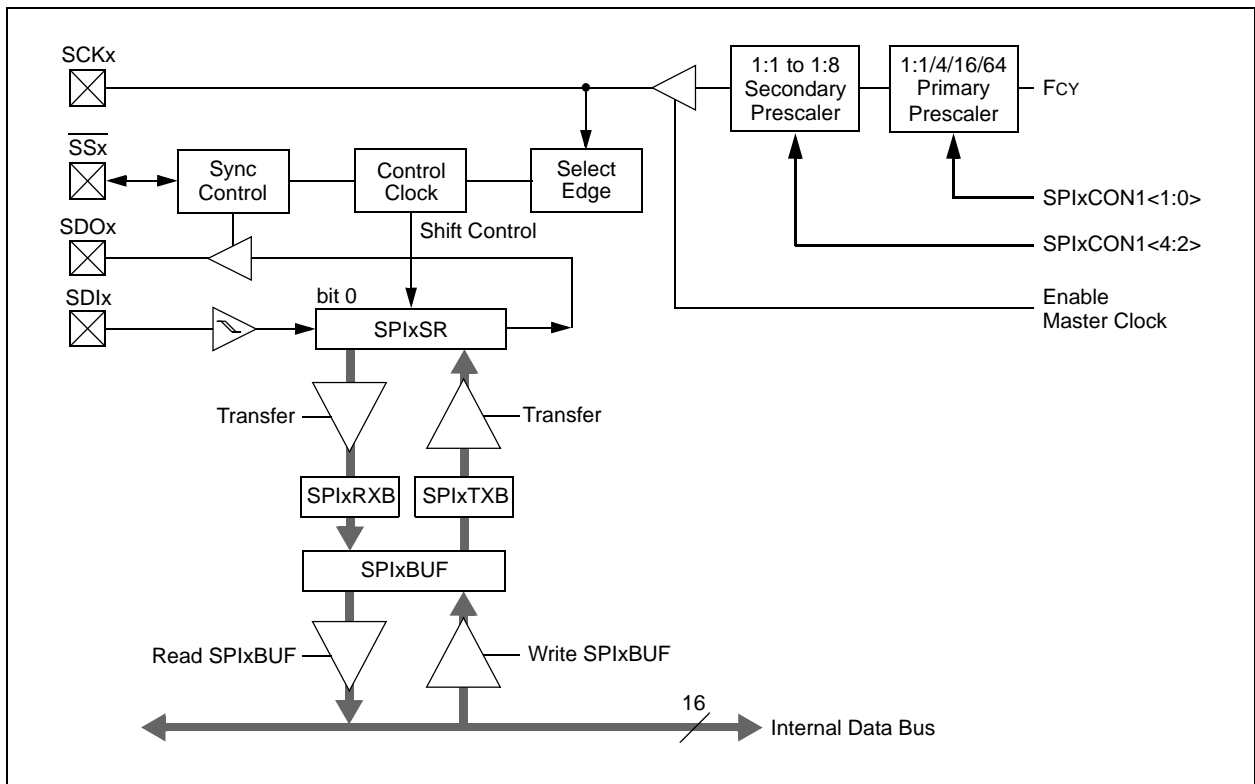 SCKx
1:1 to 1:8
Secondary
Prescaler
1:1/4/16/64
Primary
Prescaler
FCY
SSx
Sync
Control
Control
Clock
Select
Edge
SPIxCON1<1:0>
SDOx
Shift Control
SPIxCON1<4:2>
SDIx
bit 0
SPIxSR
Enable
Master Clock
Transfer
Transfer
SPIxRXB
SPIxTXB
SPIxBUF
Read SPIxBUF
Write SPIxBUF
16
Internal Data Bus